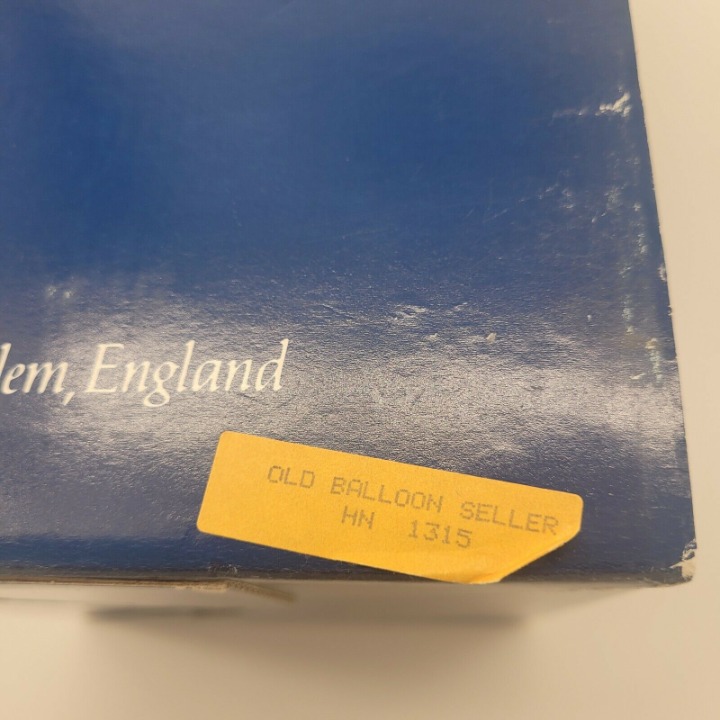 lem, England
OLD BALLOON SELLER
HN 1315